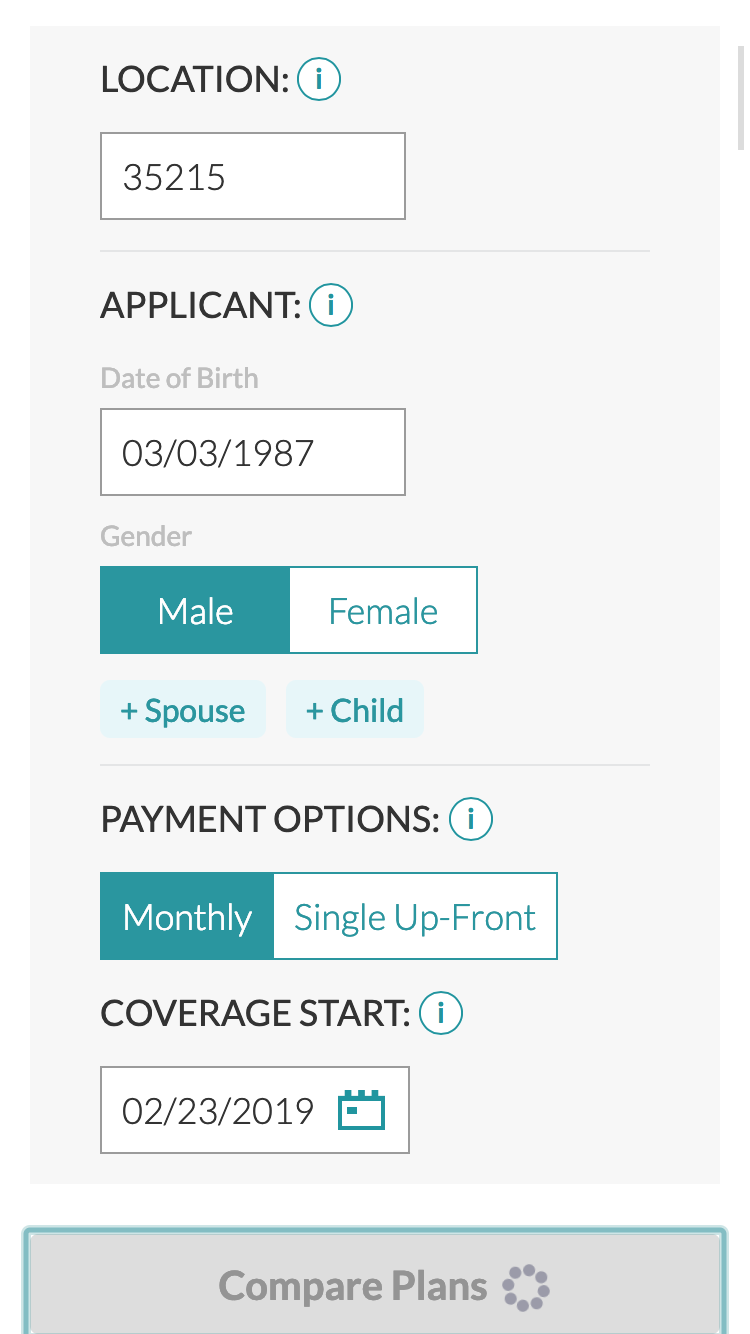 LOCATION: i
35215
APPLICANT: i
Date of Birth
03/03/1987
Gender
Male Female
+ Spouse + Child
PAYMENT OPTIONS: i
Monthly Single Up-Front
COVERAGE START: i
02/23/2019
Compare Plans